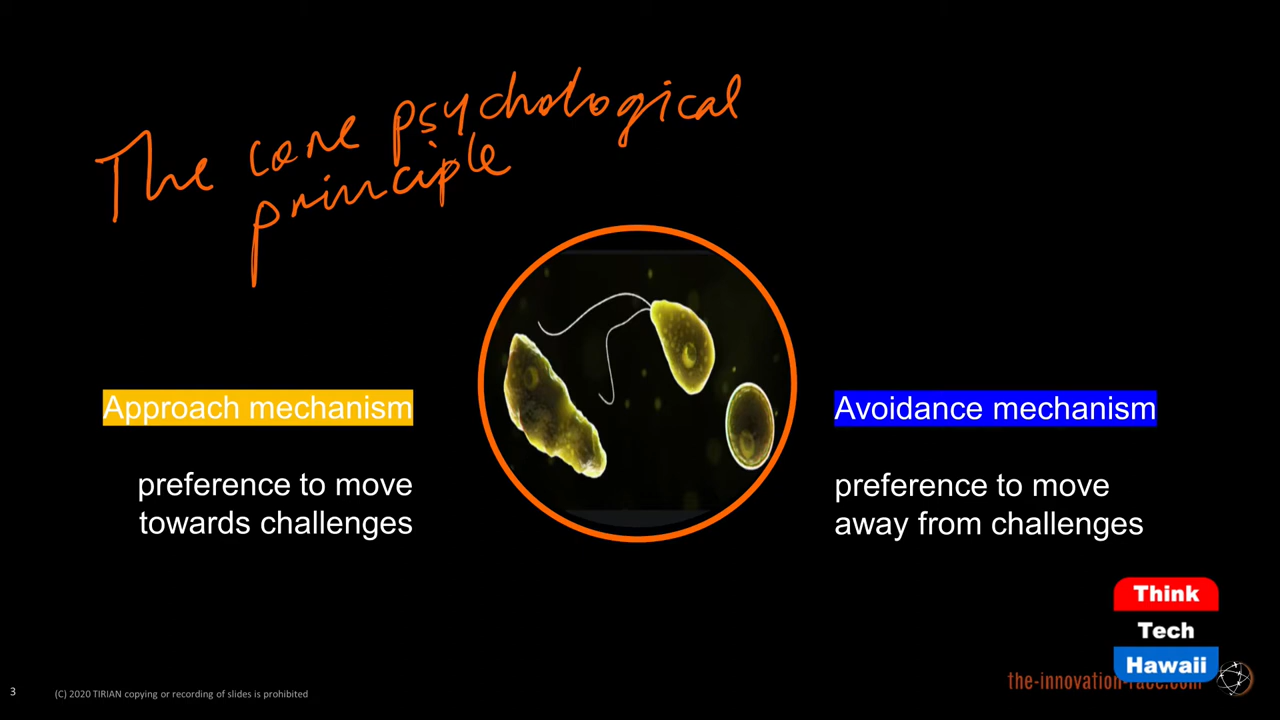 The core psychological
principle
Approach mechanism
preference to move
towards challenges
Avoidance mechanism
preference to move
away from challenges
Think
Tech
Hawaii
the-innovation-race.com
3
(C) 2020 TIRIAN copying or recording of slides is prohibited